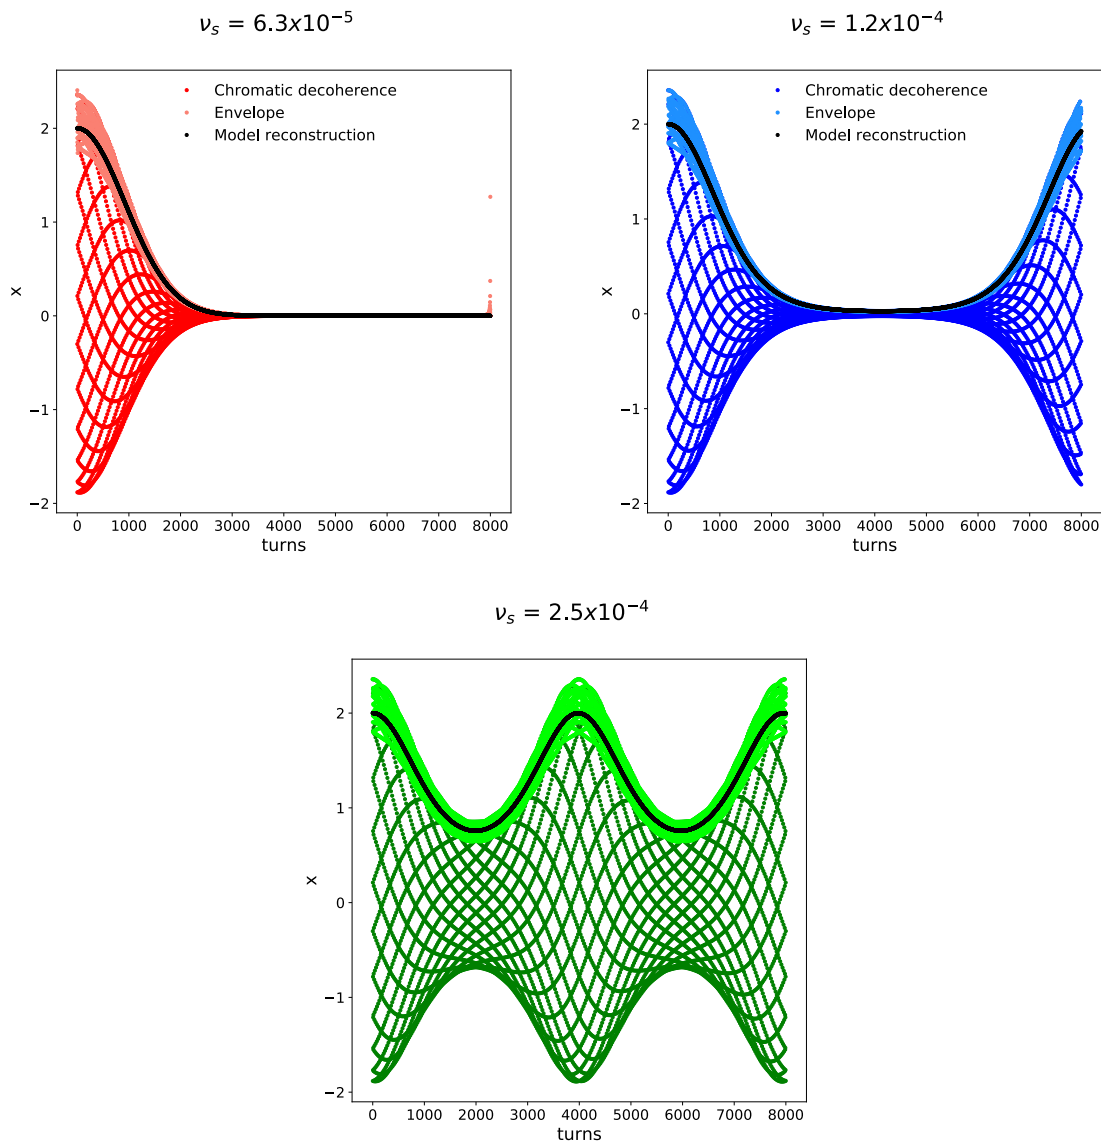 νs = 6.3x10−5
νs = 1.2x10−4
Chromatic decoherence
Envelope
Model reconstruction
x
2
1
0
−1
−2
0 1000 2000 3000 4000 5000 6000 7000 8000
turns
Chromatic decoherence
Envelope
Model reconstruction
x
2
1
0
−1
−2
0 1000 2000 3000 4000 5000 6000 7000 8000
turns
νs = 2.5x10−4
x
2
1
0
−1
−2
0 1000 2000 3000 4000 5000 6000 7000 8000
turns